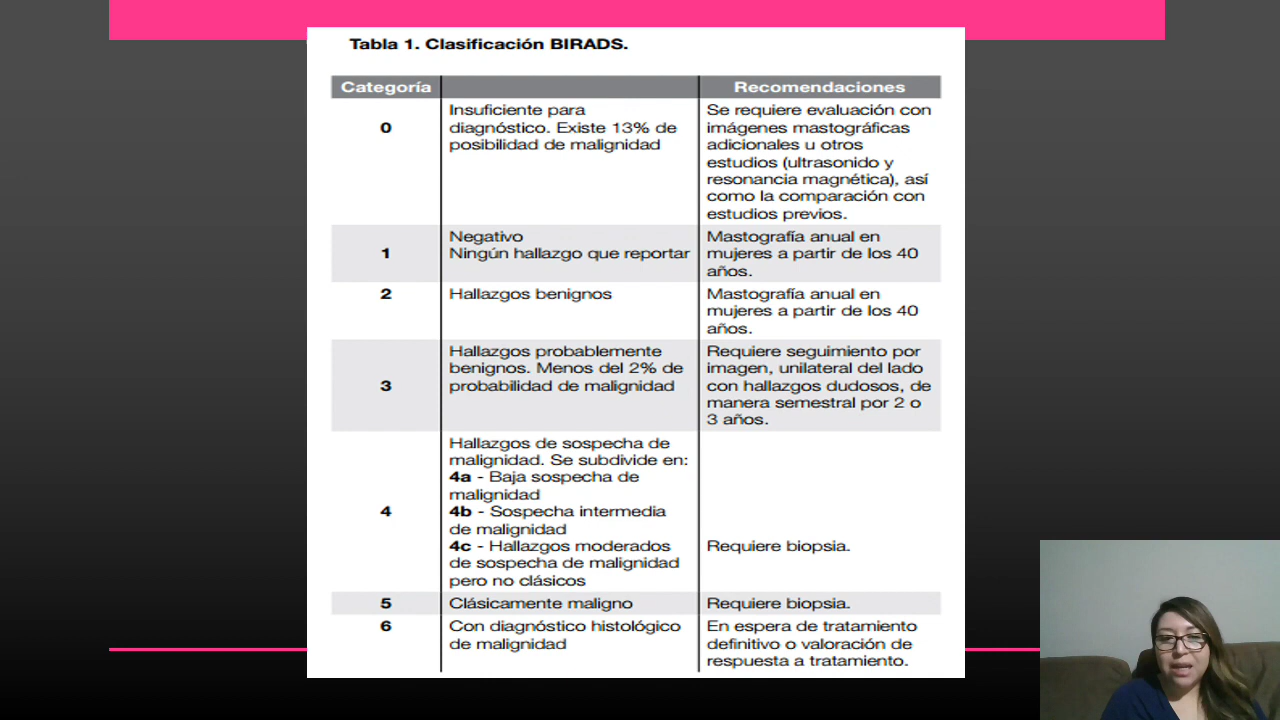 Tabla 1. Clasificación BIRADS.
Categoría
Recomendaciones
0
Insuficiente para
diagnóstico. Existe 13% de
posibilidad de malignidad
Se requiere evaluación con
imágenes mastográficas
adicionales u otros
estudios (ultrasonido y
resonancia magnética), así
como la comparación con
estudios previos.
1
Negativo
Ningún hallazgo que reportar
Mastografía anual en
mujeres a partir de los 40
años.
2
Hallazgos benignos
Mastografía anual en
mujeres a partir de los 40
años.
3
Hallazgos probablemente
benignos. Menos del 2% de
probabilidad de malignidad
Requiere seguimiento por
imagen, unilateral del lado
con hallazgos dudosos, de
manera semestral por 2 o
3 años.
4
Hallazgos de sospecha de
malignidad. Se subdivide en:
4a - Baja sospecha de
malignidad
4b - Sospecha intermedia
de malignidad
4c - Hallazgos moderados
de sospecha de malignidad
pero no clásicos
Requiere biopsia.
5
Clásicamente maligno
Requiere biopsia.
6
Con diagnóstico histológico
de malignidad
En espera de tratamiento
definitivo o valoración de
respuesta a tratamiento.